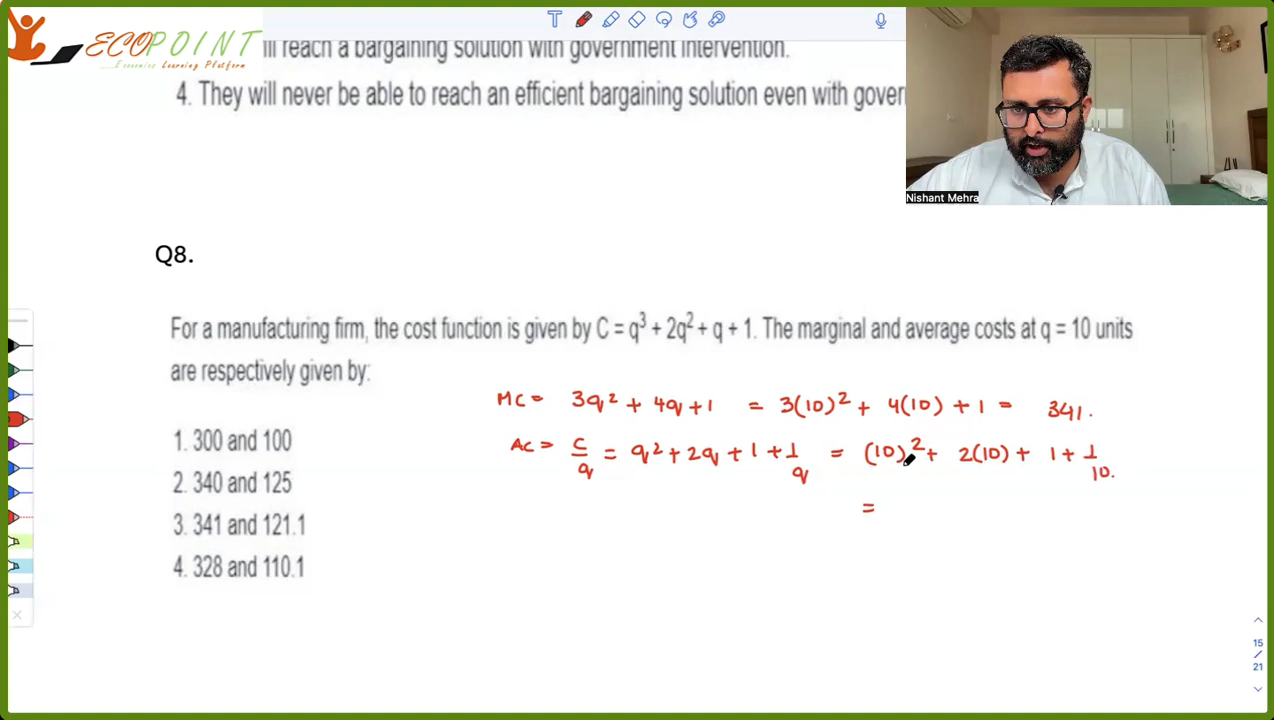 ECOPOINT
....Economics Learning Platform
ll reach a bargaining solution with government intervention.
4. They will never be able to reach an efficient bargaining solution even with gover
Nishant Mehra
Q8.
For a manufacturing firm, the cost function is given by C = q³ + 2q² + q + 1. The marginal and average costs at q = 10 units
are respectively given by:
MC = 3q² + 4q + 1 = 3(10)² + 4(10) + 1 = 341.
AC = C/q = q² + 2q + 1 + 1/q = (10)² + 2(10) + 1 + 1/10.
=
1. 300 and 100
2. 340 and 125
3. 341 and 121.1
4. 328 and 110.1
15
/
21